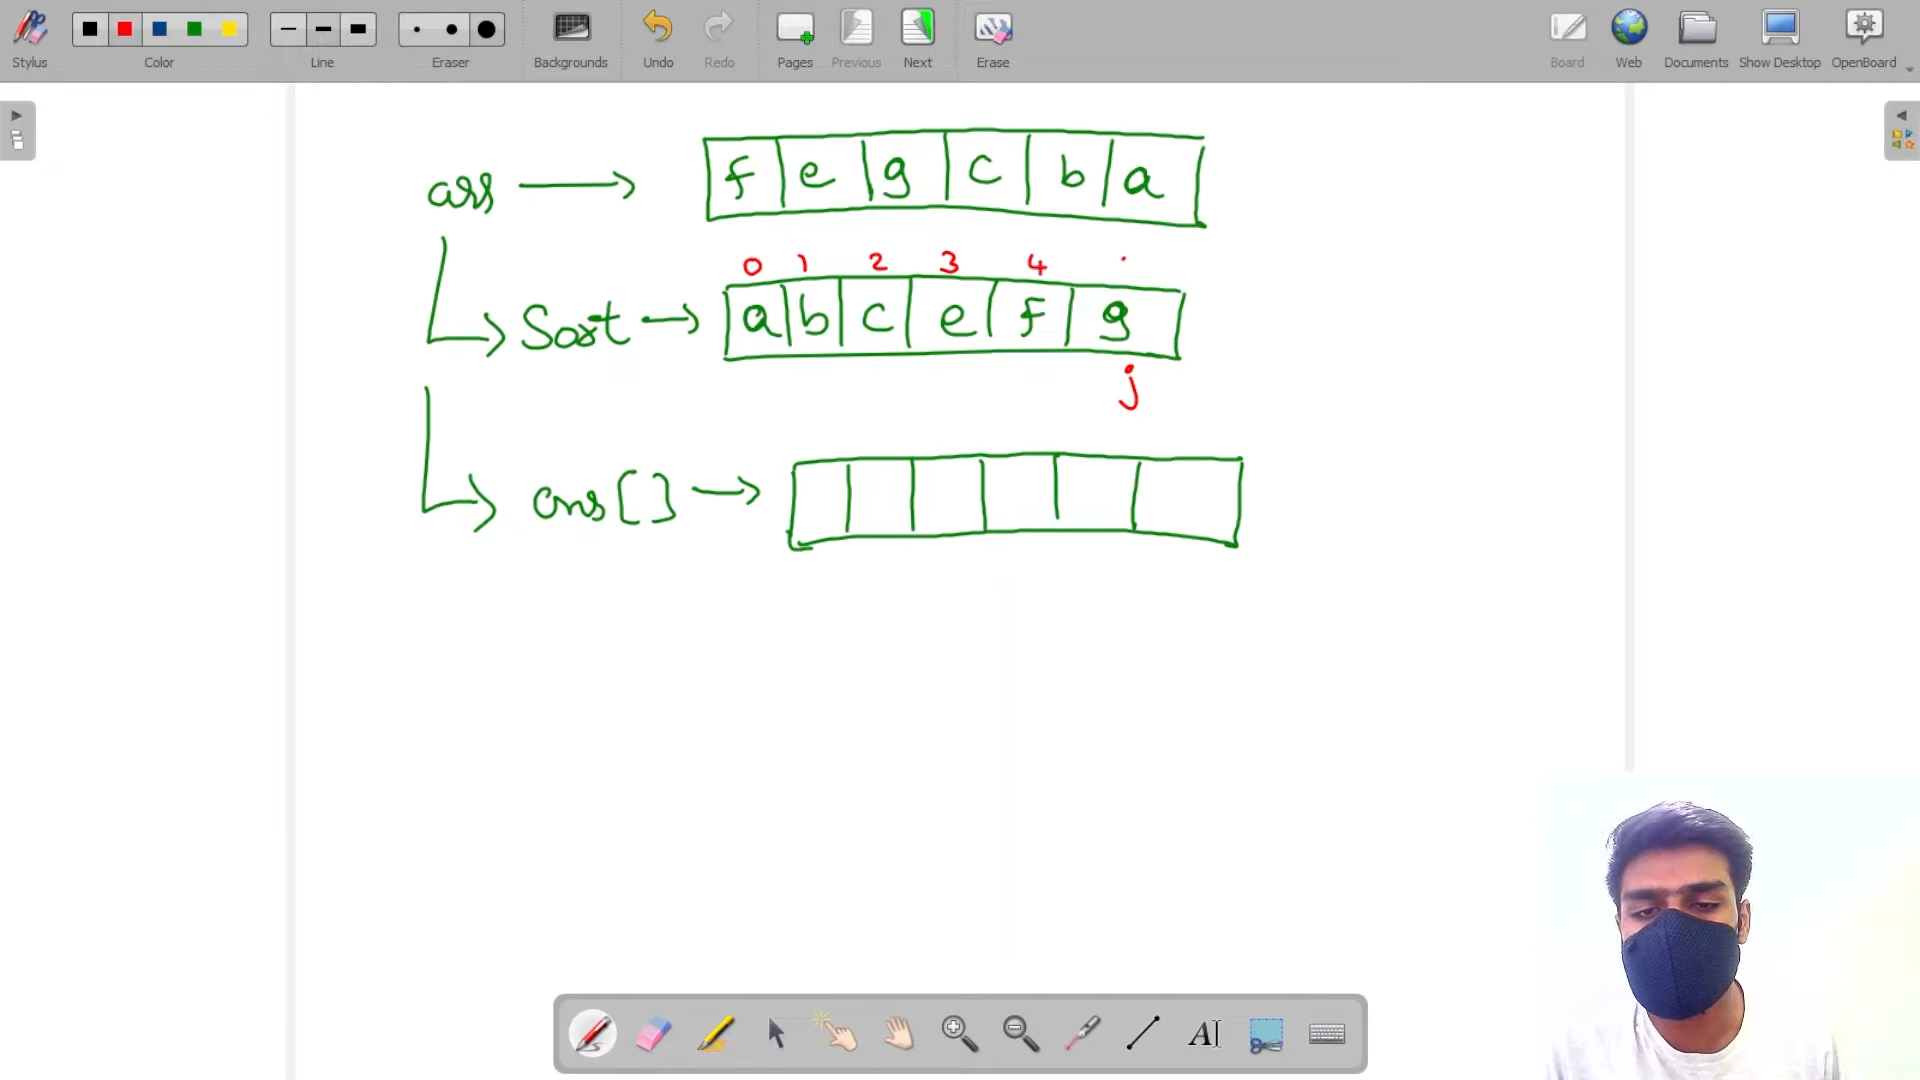 Stylus Color Line Eraser Backgrounds Undo Redo Pages Previous Next Erase Board Web Documents Show Desktop OpenBoard
arr → f e g c b a
0 1 2 3 4
Sort → a b c e f g
j
ans [ ] →
AI